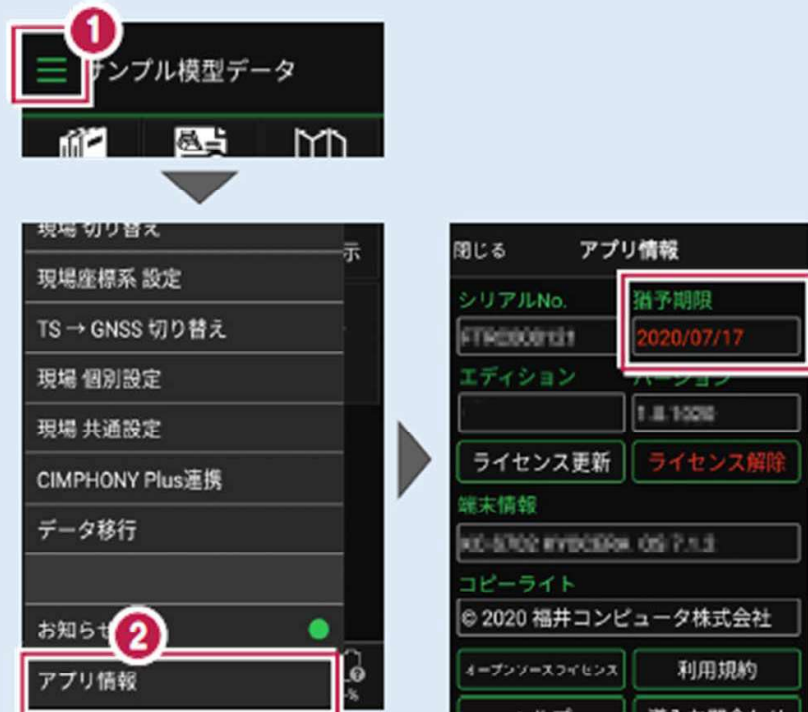 1
サンプル模型データ
現場 切り替え
示
現場座標系 設定
TS → GNSS 切り替え
現場 個別設定
現場 共通設定
CIMPHONY Plus連携
データ移行
お知らせ
2
アプリ情報
閉じる アプリ情報
シリアルNo. 猶予期限
2020/07/17
エディション バージョン
ライセンス更新 ライセンス解除
端末情報
コピーライト
© 2020 福井コンピュータ株式会社
オープンソースライセンス 利用規約